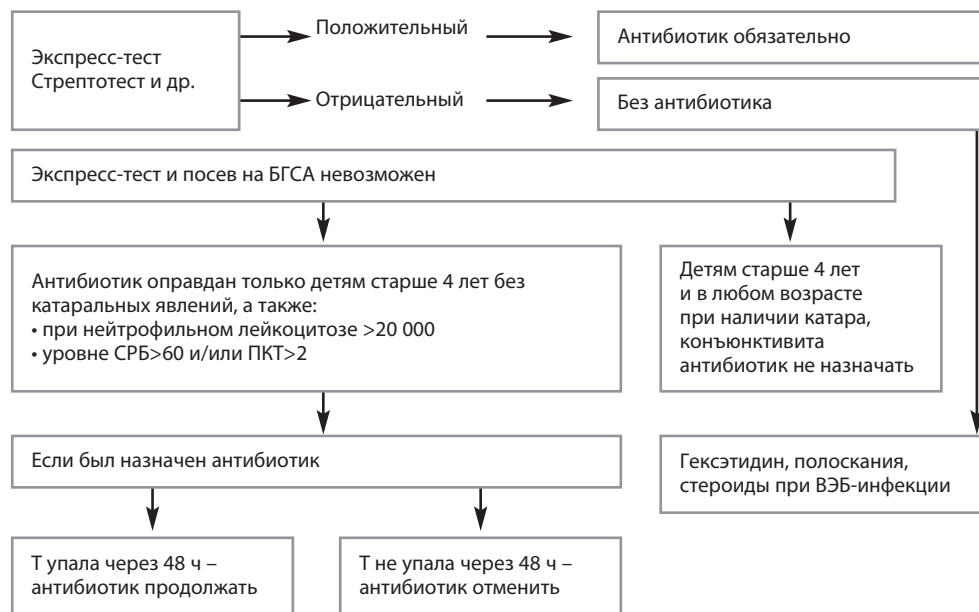 Экспресс-тест
Стрептотест и др.
Положительный
Антибиотик обязательно
Отрицательный
Без антибиотика
Экспресс-тест и посев на БГСА невозможен
Антибиотик оправдан только детям старше 4 лет без
катаральных явлений, а также:
• при нейтрофильном лейкоцитозе >20 000
• уровне СРБ>60 и/или ПКТ>2
Детям старше 4 лет
и в любом возрасте
при наличии катара,
конъюнктивита
антибиотик не назначать
Если был назначен антибиотик
Гексэтидин, полоскания,
стероиды при ВЭБ-инфекции
Т упала через 48 ч –
антибиотик продолжать
Т не упала через 48 ч –
антибиотик отменить